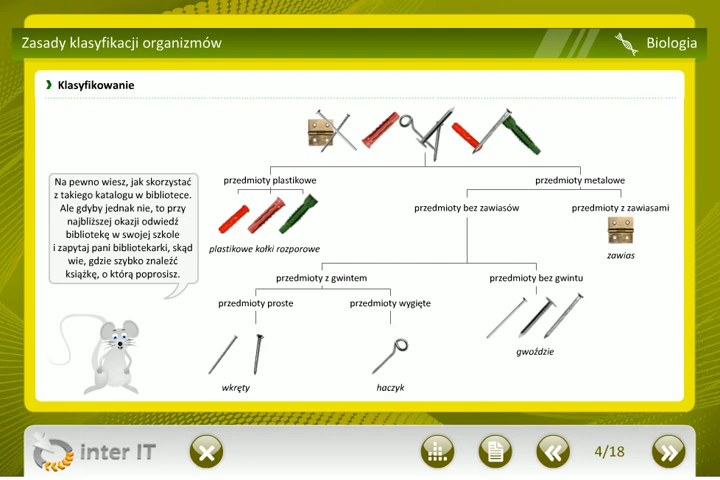 Zasady klasyfikacji organizmów
Biologia
Klasyfikowanie
przedmioty plastikowe
przedmioty metalowe
Na pewno wiesz, jak skorzystać
z takiego katalogu w bibliotece.
Ale gdyby jednak nie, to przy
najbliższej okazji odwiedź
bibliotekę w swojej szkole
i zapytaj pani bibliotekarki, skąd
wie, gdzie szybko znaleźć
książkę, o którą poprosisz.
plastikowe kołki rozporowe
przedmioty bez zawiasów
przedmioty z zawiasami
zawias
przedmioty z gwintem
przedmioty bez gwintu
przedmioty proste
przedmioty wygięte
gwoździe
wkręty
haczyk
inter IT
4/18